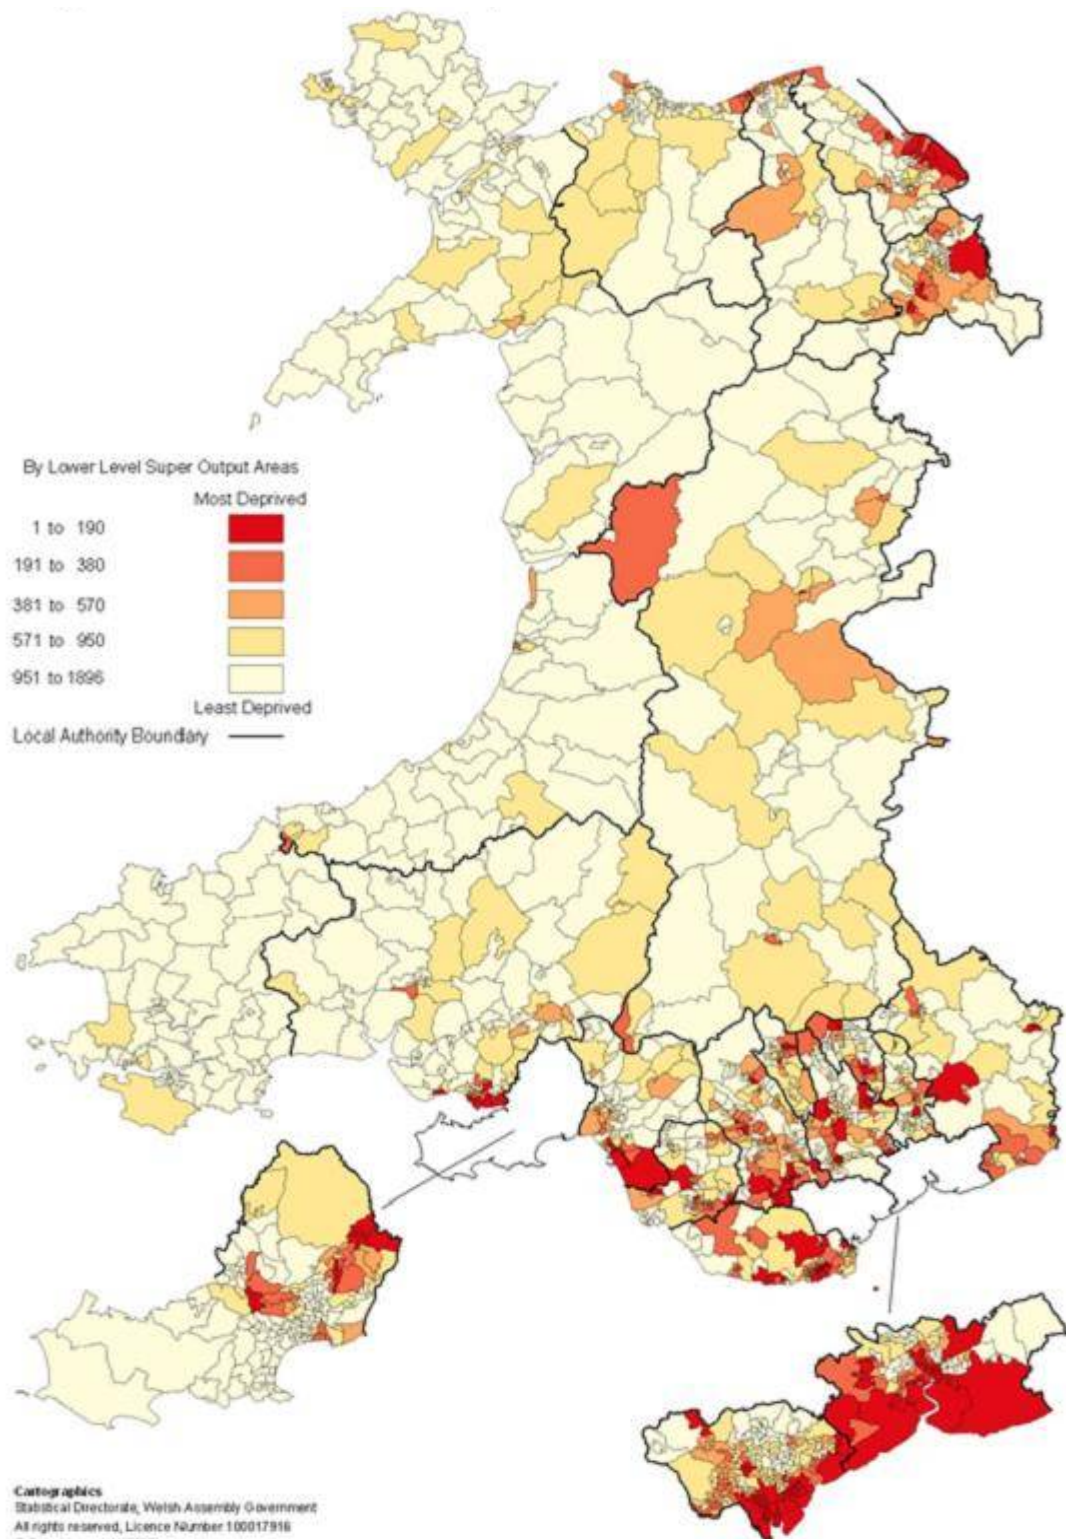 By Lower Level Super Output Areas
Most Deprived
1 to 190
191 to 380
381 to 570
571 to 950
951 to 1896
Least Deprived
Local Authority Boundary
Cartographics
Statistical Directorate, Welsh Assembly Government
All rights reserved, Licence Number 100017916